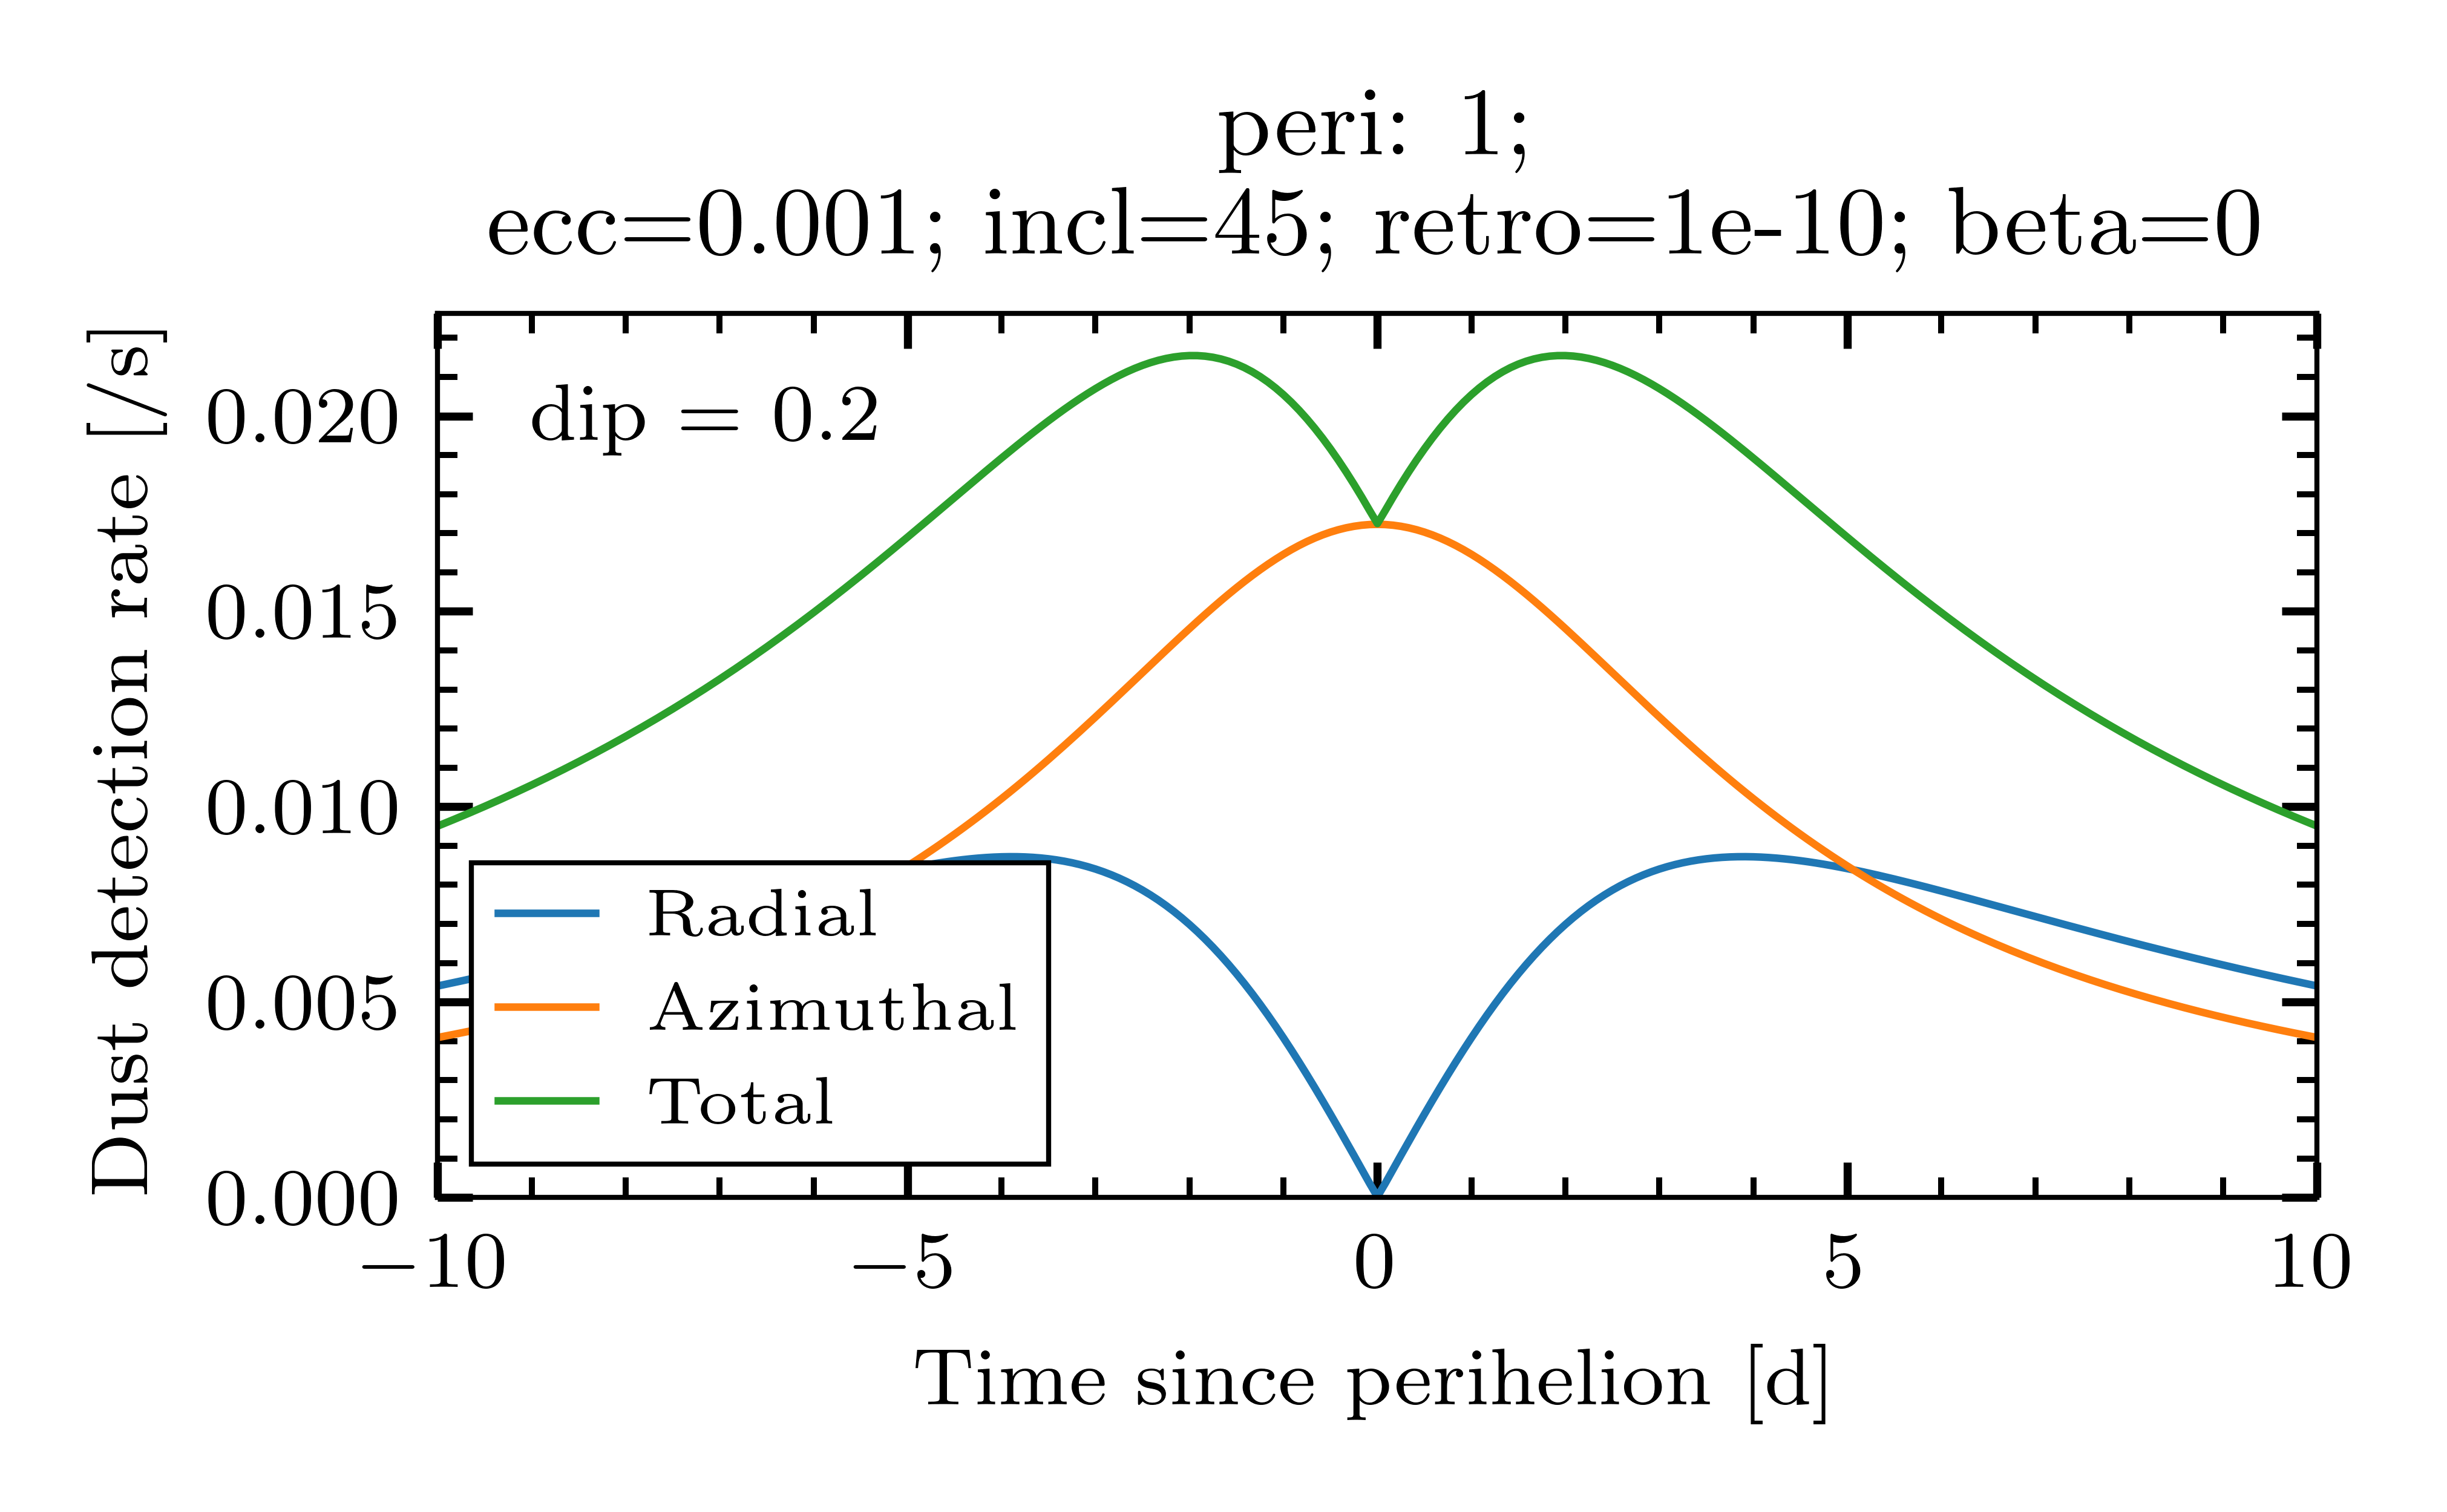 peri: 1;
ecc=0.001; incl=45; retro=1e-10; beta=0
Dust detection rate [/s]
0.020
0.015
0.010
0.005
0.000
dip = 0.2
Radial
Azimuthal
Total
−10
−5
0
5
10
Time since perihelion [d]